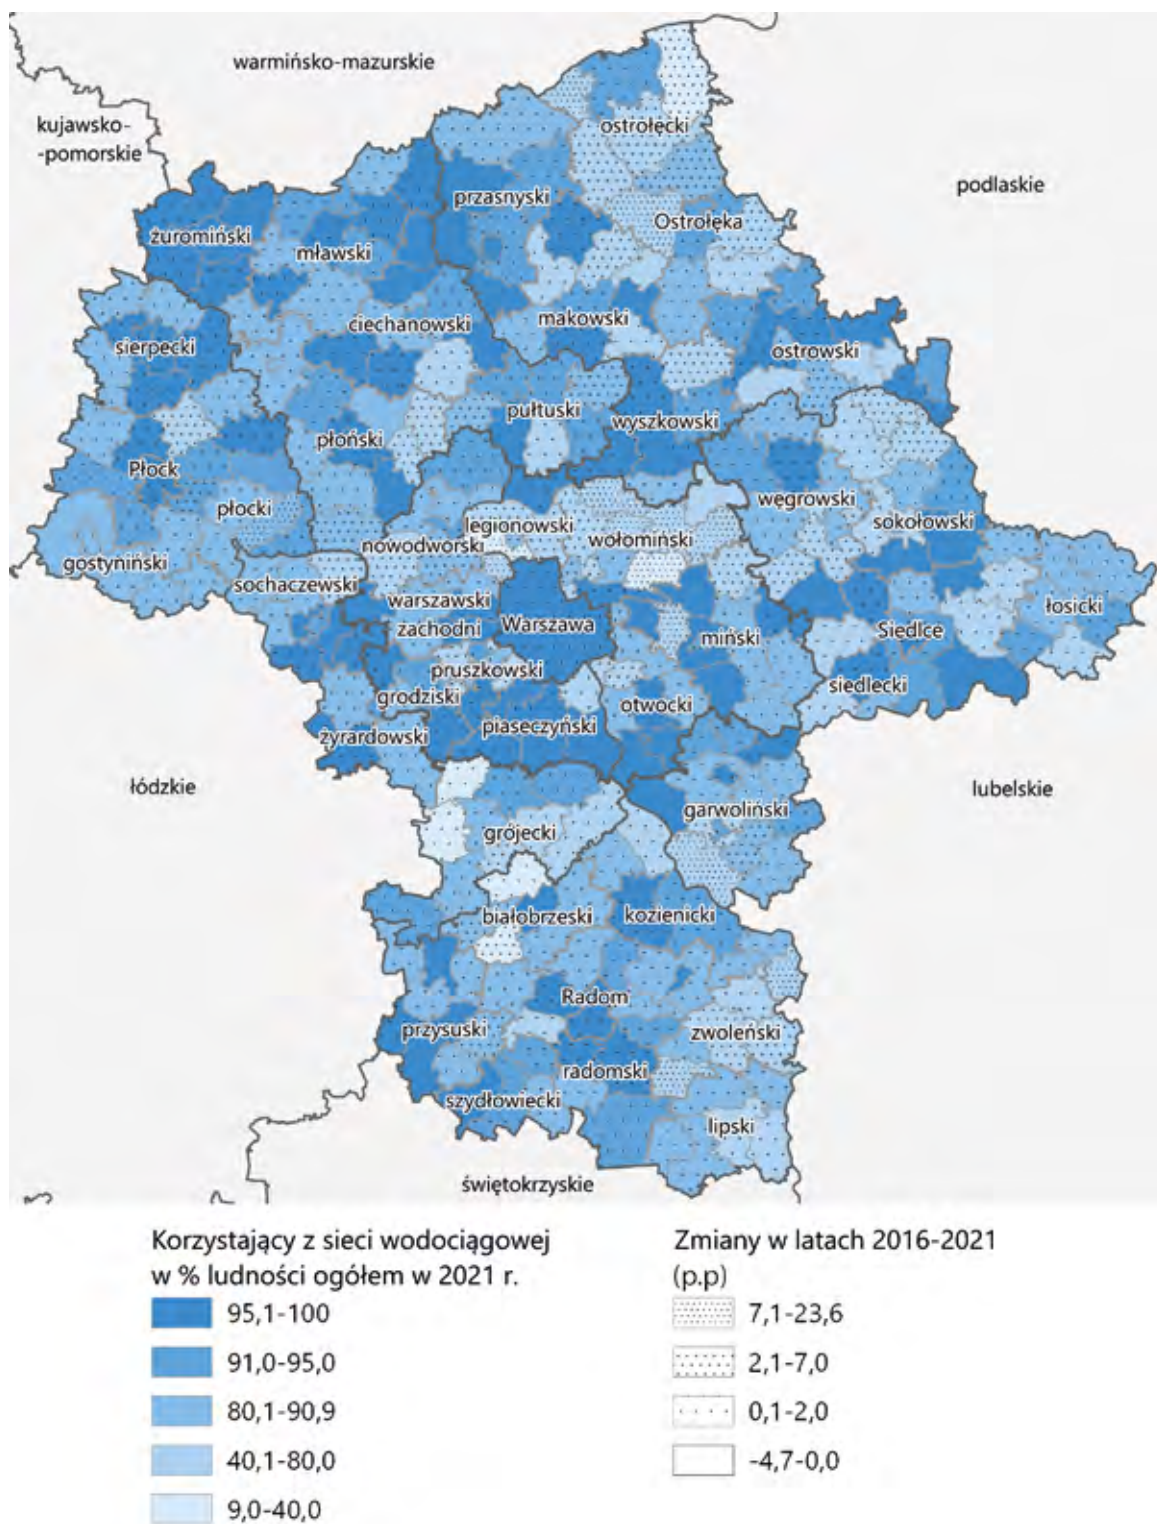 warmińsko-mazurskie
kujawsko-
-pomorskie
ostrołęcki
podlaskie
przasnyski
Ostrołęka
żuromiński
mławski
ciechanowski
makowski
sierpecki
ostrowski
pułtuski
wyszkowski
płoński
Płock
węgrowski
płocki
legionowski
sokołowski
wołomiński
nowodworski
gostyniński
sochaczewski
warszawski
zachodni
Warszawa
łosicki
Siedlce
miński
pruszkowski
siedlecki
grodziski
otwocki
piaseczyński
żyrardowski
łódzkie
lubelskie
garwoliński
grójecki
białobrzeski
kozienicki
Radom
przysuski
zwoleński
radomski
szydłowiecki
lipski
świętokrzyskie
Korzystający z sieci wodociągowej
w % ludności ogółem w 2021 r.
95,1-100
91,0-95,0
80,1-90,9
40,1-80,0
9,0-40,0
Zmiany w latach 2016-2021
(p.p)
7,1-23,6
2,1-7,0
0,1-2,0
-4,7-0,0